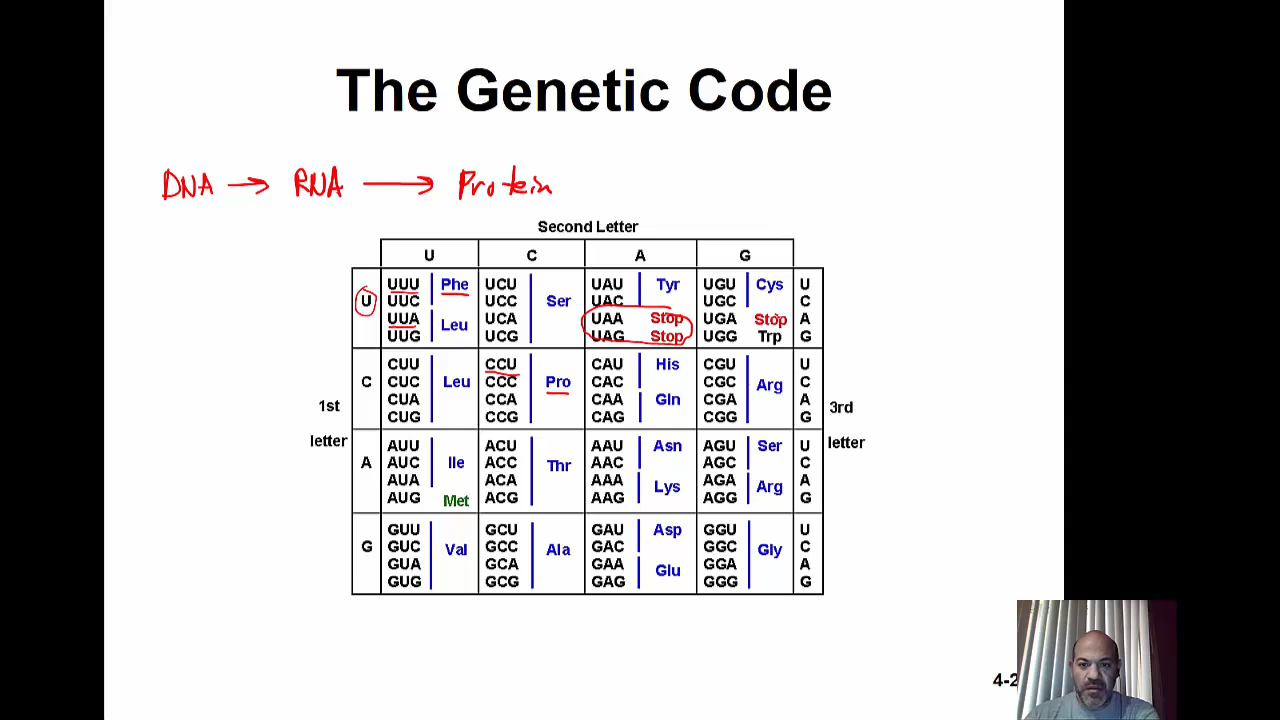 The Genetic Code
DNA → RNA → Protein
Second Letter
U C A G
UUU Phe UCU UAU Tyr UGU Cys U
UUC UCC Ser UAC UGC C
U UUA Leu UCA UAA Stop UGA Stop A
UUG UCG UAG Stop UGG Trp G
CUU CCU CAU His CGU U
C CUC Leu CCC Pro CAC CGC Arg C
1st CUA CCA CAA Gln CGA A 3rd
CUG CCG CAG CGG G
letter AUU ACU AAU Asn AGU Ser U letter
A AUC Ile ACC Thr AAC AGC C
AUA ACA AAA Lys AGA Arg A
AUG Met ACG AAG AGG G
GUU GCU GAU Asp GGU U
G GUC Val GCC Ala GAC GGC Gly C
GUA GCA GAA Glu GGA A
GUG GCG GAG GGG G
4-2